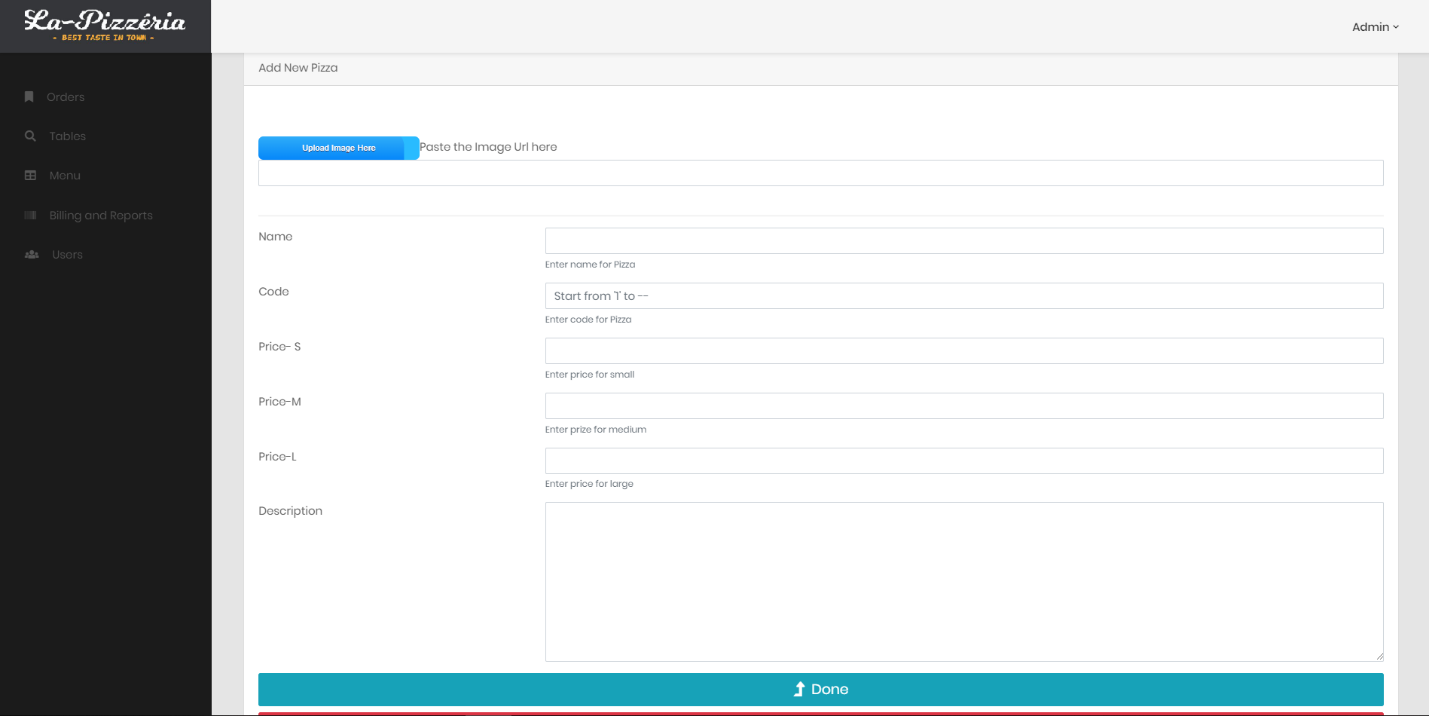 La-Pizzéria
- BEST TASTE IN TOWN -
Admin
Orders
Tables
Menu
Billing and Reports
Users
Add New Pizza
Upload Image Here
Paste the Image Url here
Name
Enter name for Pizza
Code
Start from '1' to --
Enter code for Pizza
Price- S
Enter price for small
Price-M
Enter prize for medium
Price-L
Enter price for large
Description
Done